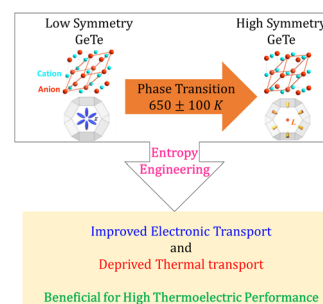 Low Symmetry
GeTe
High Symmetry
GeTe
Cation
Anion
Phase Transition
650 ± 100 K
L
Entropy
Engineering
Improved Electronic Transport
and
Deprived Thermal transport
Beneficial for High Thermoelectric Performance